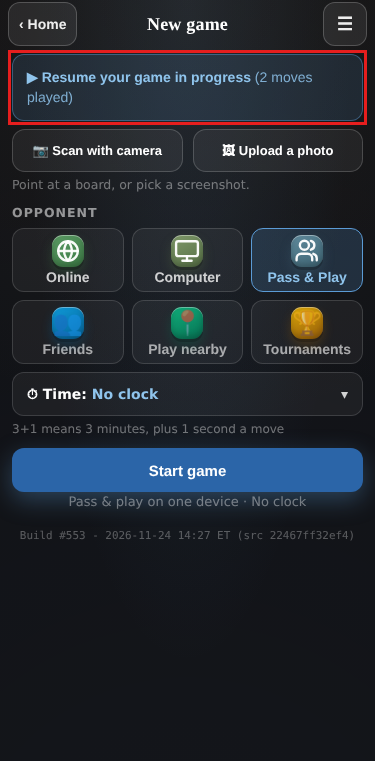 ‹ Home
New game
☰
▶ Resume your game in progress (2 moves
played)
📷 Scan with camera
🖼 Upload a photo
Point at a board, or pick a screenshot.
OPPONENT
Online
Computer
Pass & Play
Friends
Play nearby
Tournaments
⏱ Time: No clock ▼
3+1 means 3 minutes, plus 1 second a move
Start game
Pass & play on one device · No clock
Build #553 - 2026-11-24 14:27 ET (src 22467ff32ef4)